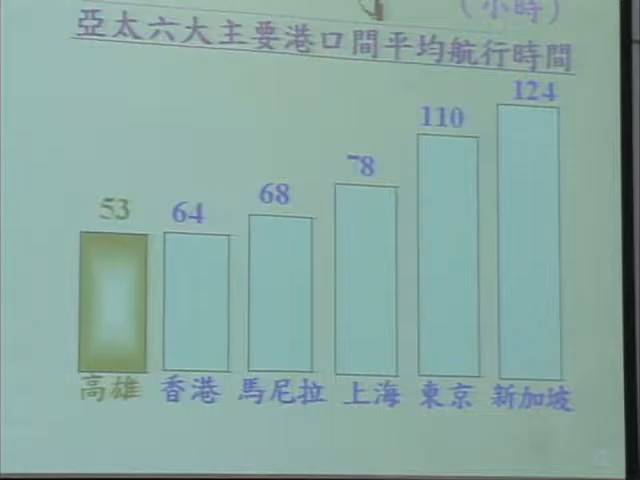 （小時）
亞太六大主要港口間平均航行時間
124
110
78
68
64
53
高雄 香港 馬尼拉 上海 東京 新加坡